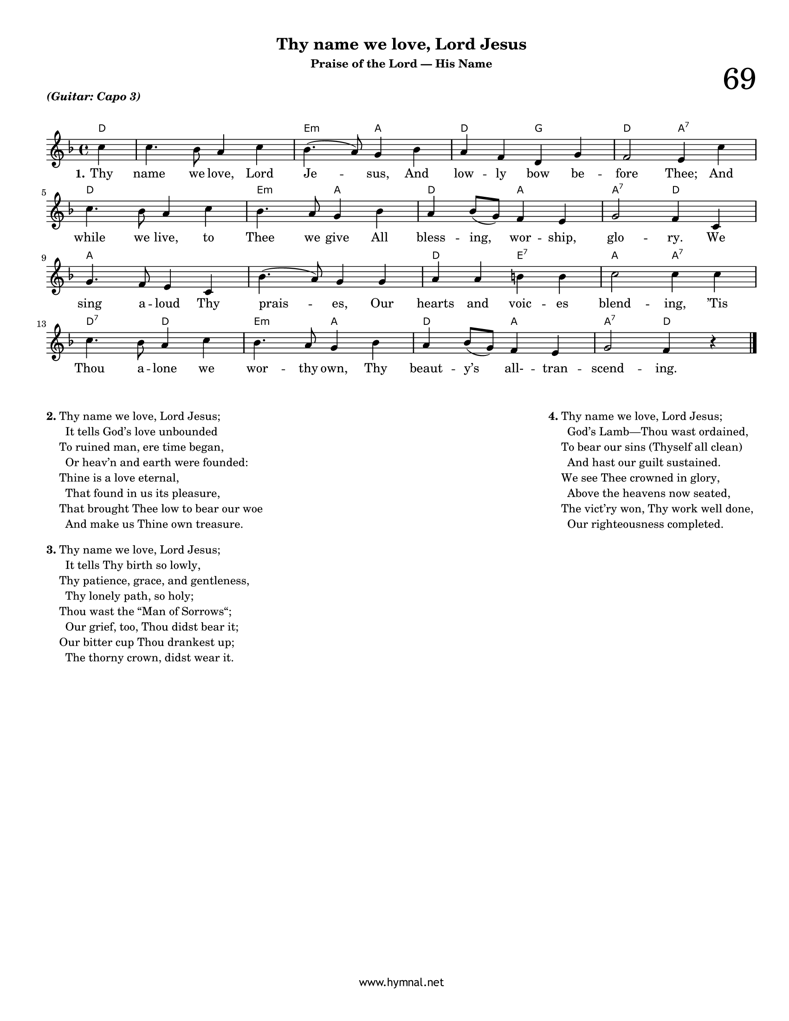 Thy name we love, Lord Jesus
Praise of the Lord — His Name
69
(Guitar: Capo 3)
D Em A D G D A7
1. Thy name we love, Lord Je - sus, And low - ly bow be - fore Thee; And
5
D Em A D A A7 D
while we live, to Thee we give All bless - ing, wor - ship, glo - ry. We
9
A D E7 A A7
sing a - loud Thy prais - es, Our hearts and voic - es blend - ing, 'Tis
13
D7 D Em A D A A7 D
Thou a - lone we wor - thy own, Thy beaut - y's all- - tran - scend - ing.
2. Thy name we love, Lord Jesus;
It tells God's love unbounded
To ruined man, ere time began,
Or heav'n and earth were founded:
Thine is a love eternal,
That found in us its pleasure,
That brought Thee low to bear our woe
And make us Thine own treasure.
3. Thy name we love, Lord Jesus;
It tells Thy birth so lowly,
Thy patience, grace, and gentleness,
Thy lonely path, so holy;
Thou wast the “Man of Sorrows“;
Our grief, too, Thou didst bear it;
Our bitter cup Thou drankest up;
The thorny crown, didst wear it.
4. Thy name we love, Lord Jesus;
God's Lamb—Thou wast ordained,
To bear our sins (Thyself all clean)
And hast our guilt sustained.
We see Thee crowned in glory,
Above the heavens now seated,
The vict'ry won, Thy work well done,
Our righteousness completed.
www.hymnal.net